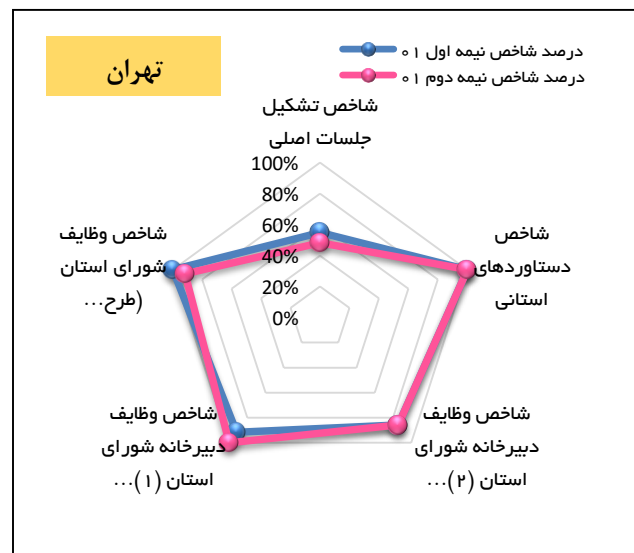 تهران
درصد شاخص نیمه اول ۰۱
درصد شاخص نیمه دوم ۰۱
شاخص تشکیل
جلسات اصلی
100%
80%
60%
40%
20%
0%
شاخص
دستاوردهای
استانی
شاخص وظایف
دبیرخانه شورای
استان (۲)...
شاخص وظایف
دبیرخانه شورای
استان (۱)...
شاخص وظایف
شورای استان
(طرح...